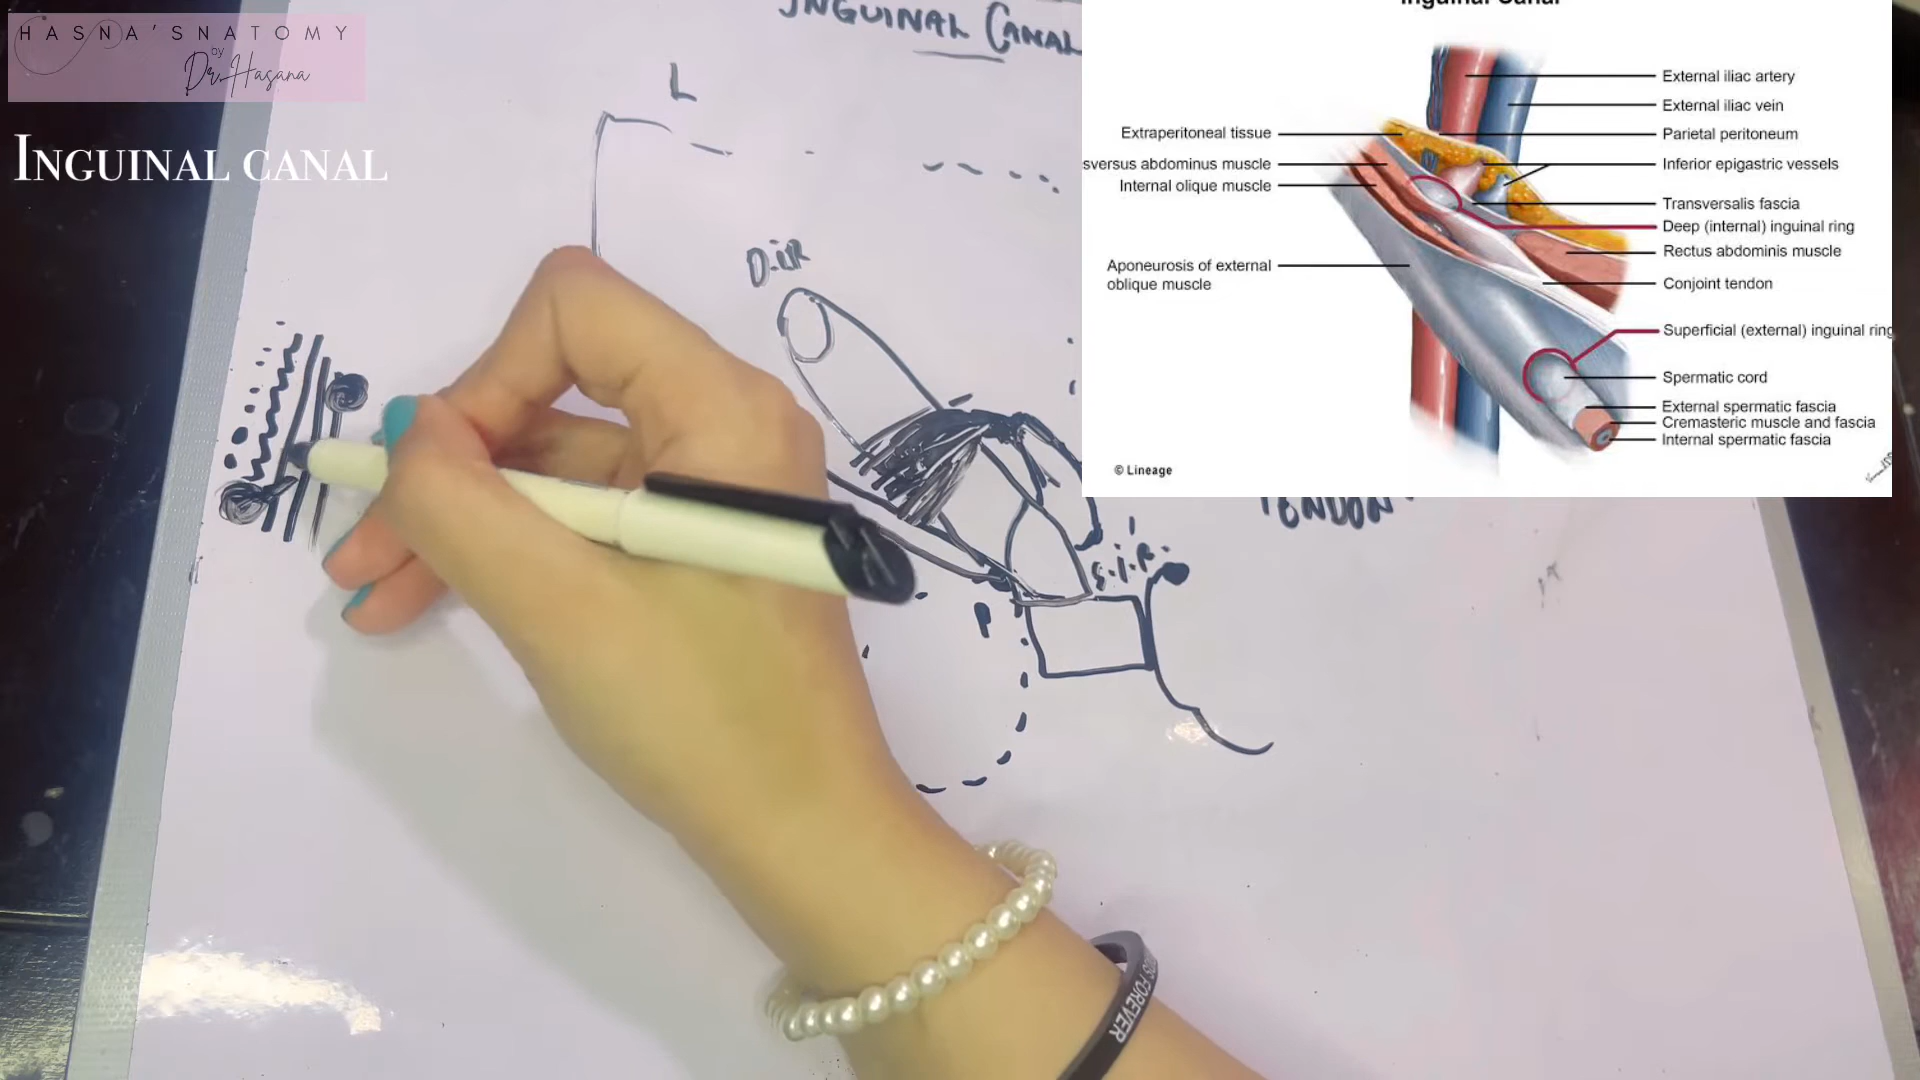 HASNA'SNATOMY
by
Dr. Hasana
INGUINAL CANAL
INGUINAL CANAL
L
D.I.R
S.I.R.
P
TENDON
Inguinal Canal
External iliac artery
External iliac vein
Extraperitoneal tissue
Parietal peritoneum
sversus abdominus muscle
Inferior epigastric vessels
Internal olique muscle
Transversalis fascia
Deep (internal) inguinal ring
Rectus abdominis muscle
Aponeurosis of external
oblique muscle
Conjoint tendon
Superficial (external) inguinal ring
Spermatic cord
External spermatic fascia
Cremasteric muscle and fascia
Internal spermatic fascia
© Lineage
FOREVER